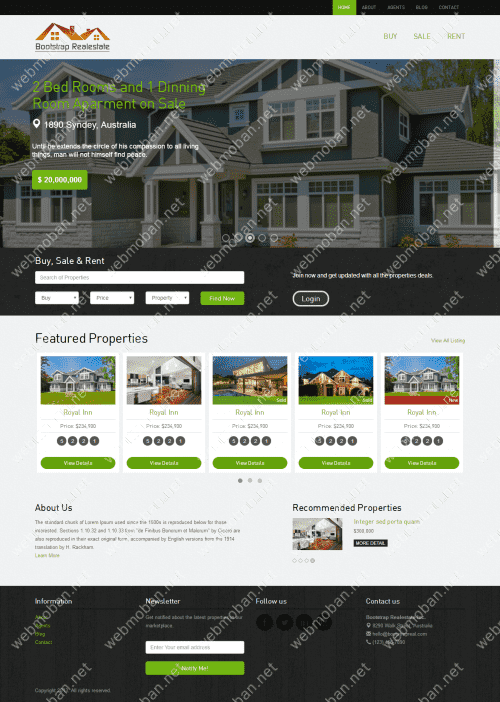 HOME ABOUT AGENTS BLOG CONTACT
Bootstrap Realestate
BUY SALE RENT
2 Bed Rooms and 1 Dinning
Room Aparment on Sale
1890 Syndey, Australia
Until he extends the circle of his compassion to all living
things, man will not himself find peace.
$ 20,000,000
Buy, Sale & Rent
Search of Properties
Buy Price Property Find Now
Join now and get updated with all the properties deals.
Login
Featured Properties
View All Listing
Sold Sold New
Royal Inn Royal Inn Royal Inn Royal Inn Royal Inn
Price: $234,900 Price: $234,900 Price: $234,900 Price: $234,900 Price: $234,900
5 2 2 1 5 2 2 1 5 2 2 1 5 2 2 1 5 2 2 1
View Details View Details View Details View Details View Details
About Us
The standard chunk of Lorem Ipsum used since the 1500s is reproduced below for those
interested. Sections 1.10.32 and 1.10.33 from "de Finibus Bonorum et Malorum" by Cicero are
also reproduced in their exact original form, accompanied by English versions from the 1914
translation by H. Rackham.
Learn More
Recommended Properties
Integer sed porta quam
$300,000
MORE DETAIL
Information
About
Agents
Blog
Contact
Newsletter
Get notified about the latest properties in our
marketplace.
Enter Your email address
Notify Me!
Follow us
Contact us
Bootstrap Realestate Inc.
8290 Walk Street, Australia
Copyright 2013. All rights reserved.
webmoban.net